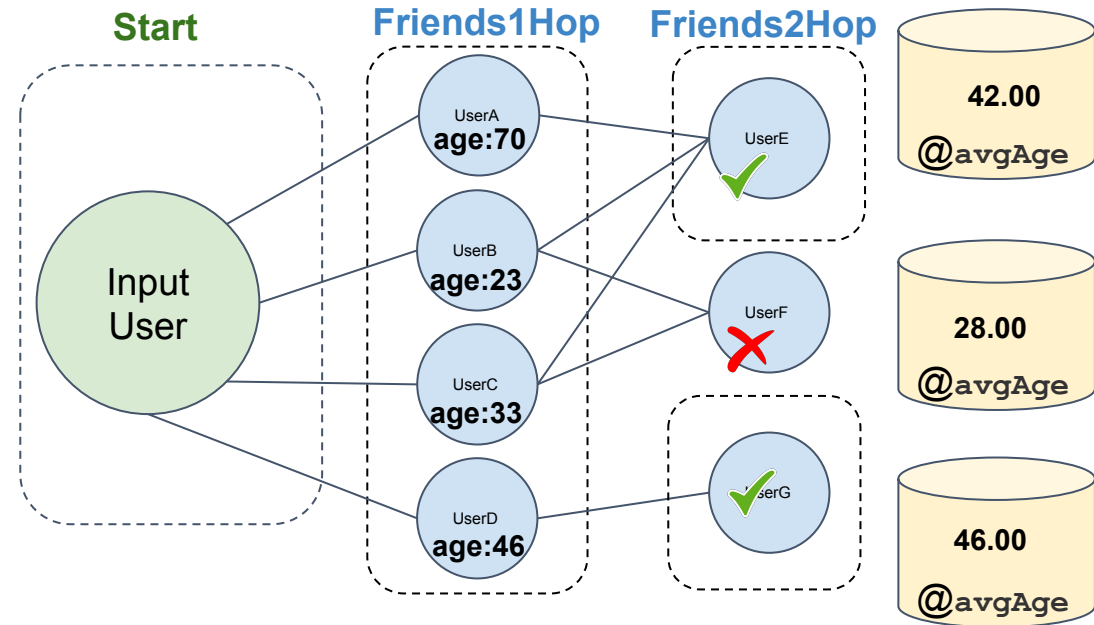 Start
Friends1Hop
Friends2Hop
Input
User
UserA
age:70
UserB
age:23
UserC
age:33
UserD
age:46
UserE
UserF
UserG
42.00
@avgAge
28.00
@avgAge
46.00
@avgAge